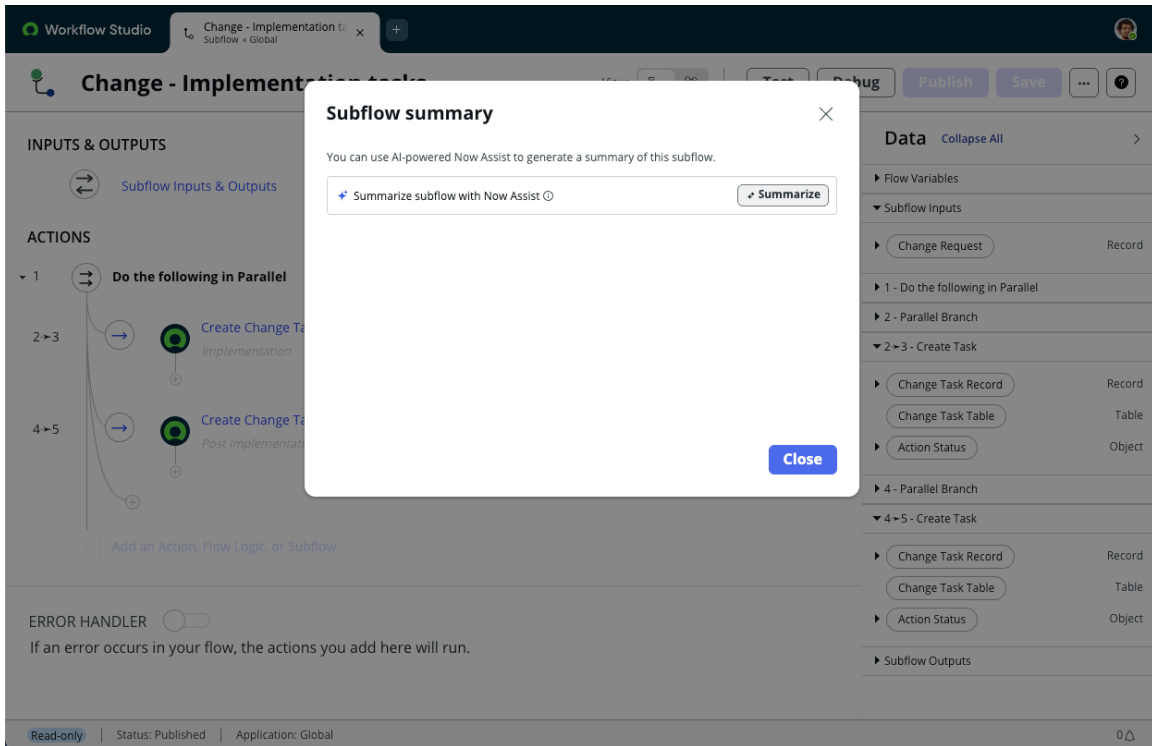 Workflow Studio
Change - Implementation ta
Subflow • Global
Change - Implementation tasks
View
Test
Debug
Publish
Save
Subflow summary
You can use AI-powered Now Assist to generate a summary of this subflow.
Summarize subflow with Now Assist
Summarize
Close
INPUTS & OUTPUTS
Subflow Inputs & Outputs
ACTIONS
1
Do the following in Parallel
2➛3
Create Change Ta
Implementation
4➛5
Create Change Ta
Post Implementati
Add an Action, Flow Logic, or Subflow
ERROR HANDLER
If an error occurs in your flow, the actions you add here will run.
Data Collapse All
Flow Variables
Subflow Inputs
Change Request Record
1 - Do the following in Parallel
2 - Parallel Branch
2➛3 - Create Task
Change Task Record Record
Change Task Table Table
Action Status Object
4 - Parallel Branch
4➛5 - Create Task
Change Task Record Record
Change Task Table Table
Action Status Object
Subflow Outputs
Read-only | Status: Published | Application: Global
0